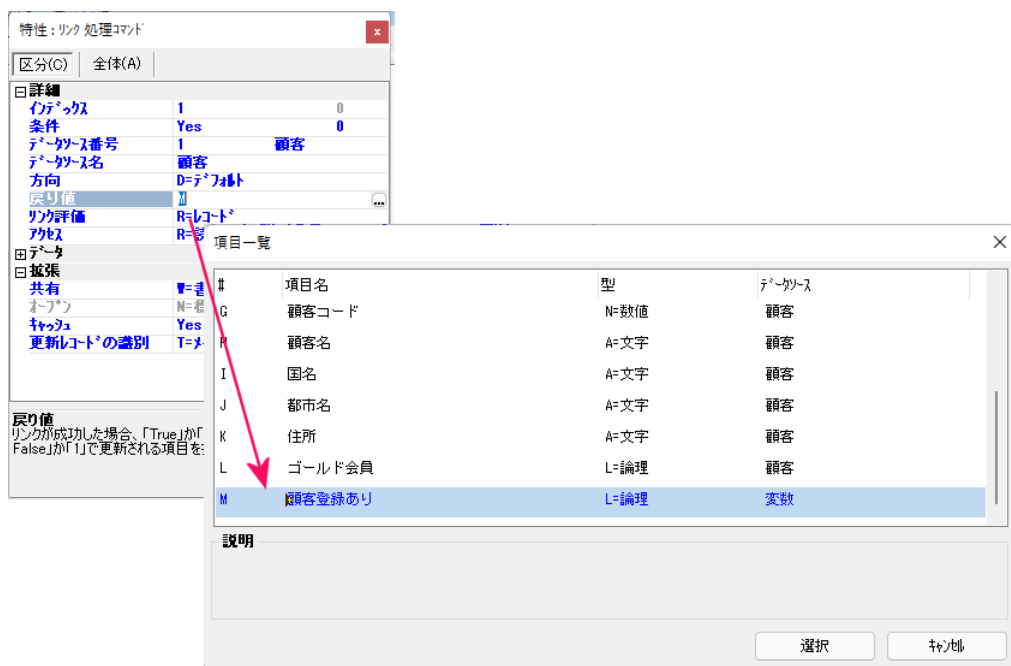 特性：ﾘﾝｸ 処理ｺﾏﾝﾄﾞ
x
区分(C) 全体(A)
詳細
ｲﾝﾃﾞｯｸｽ 1 0
条件 Yes 0
ﾃﾞｰﾀｿｰｽ番号 1 顧客
ﾃﾞｰﾀｿｰｽ名 顧客
方向 D=ﾃﾞﾌｫﾙﾄ
戻り値 M ...
ﾘﾝｸ評価 R=ﾚｺｰﾄﾞ
ｱｸｾｽ R=
ﾃﾞｰﾀ
拡張
共有 W=書
ｵｰﾌﾟﾝ N=
ｷｬｯｼｭ Yes
更新ﾚｺｰﾄﾞの識別 T=ﾒ
戻り値
リンクが成功した場合、「True」か「
False」か「1」で更新される項目を
項目一覧
# 項目名 型 ﾃﾞｰﾀｿｰｽ
G 顧客コード N=数値 顧客
H 顧客名 A=文字 顧客
I 国名 A=文字 顧客
J 都市名 A=文字 顧客
K 住所 A=文字 顧客
L ゴールド会員 L=論理 顧客
M 顧客登録あり L=論理 変数
説明
選択 ｷｬﾝｾﾙ